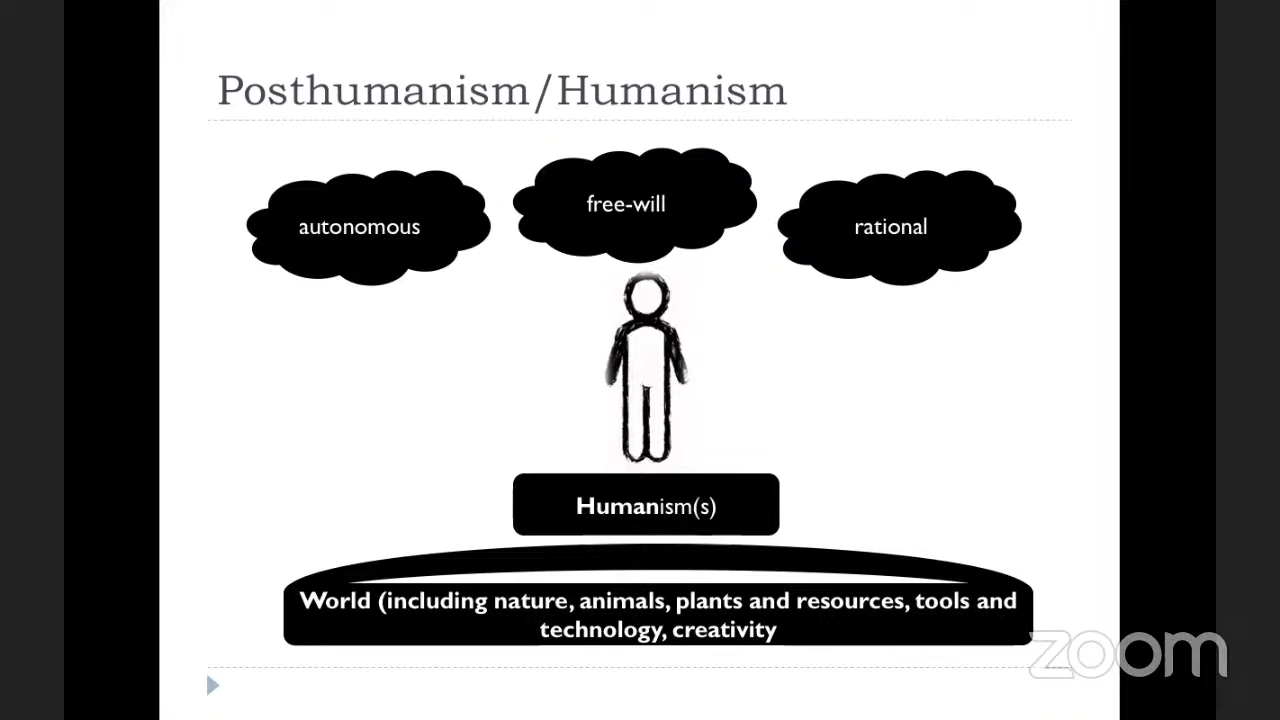 Posthumanism/Humanism
autonomous
free-will
rational
Humanism(s)
World (including nature, animals, plants and resources, tools and
technology, creativity
zoom